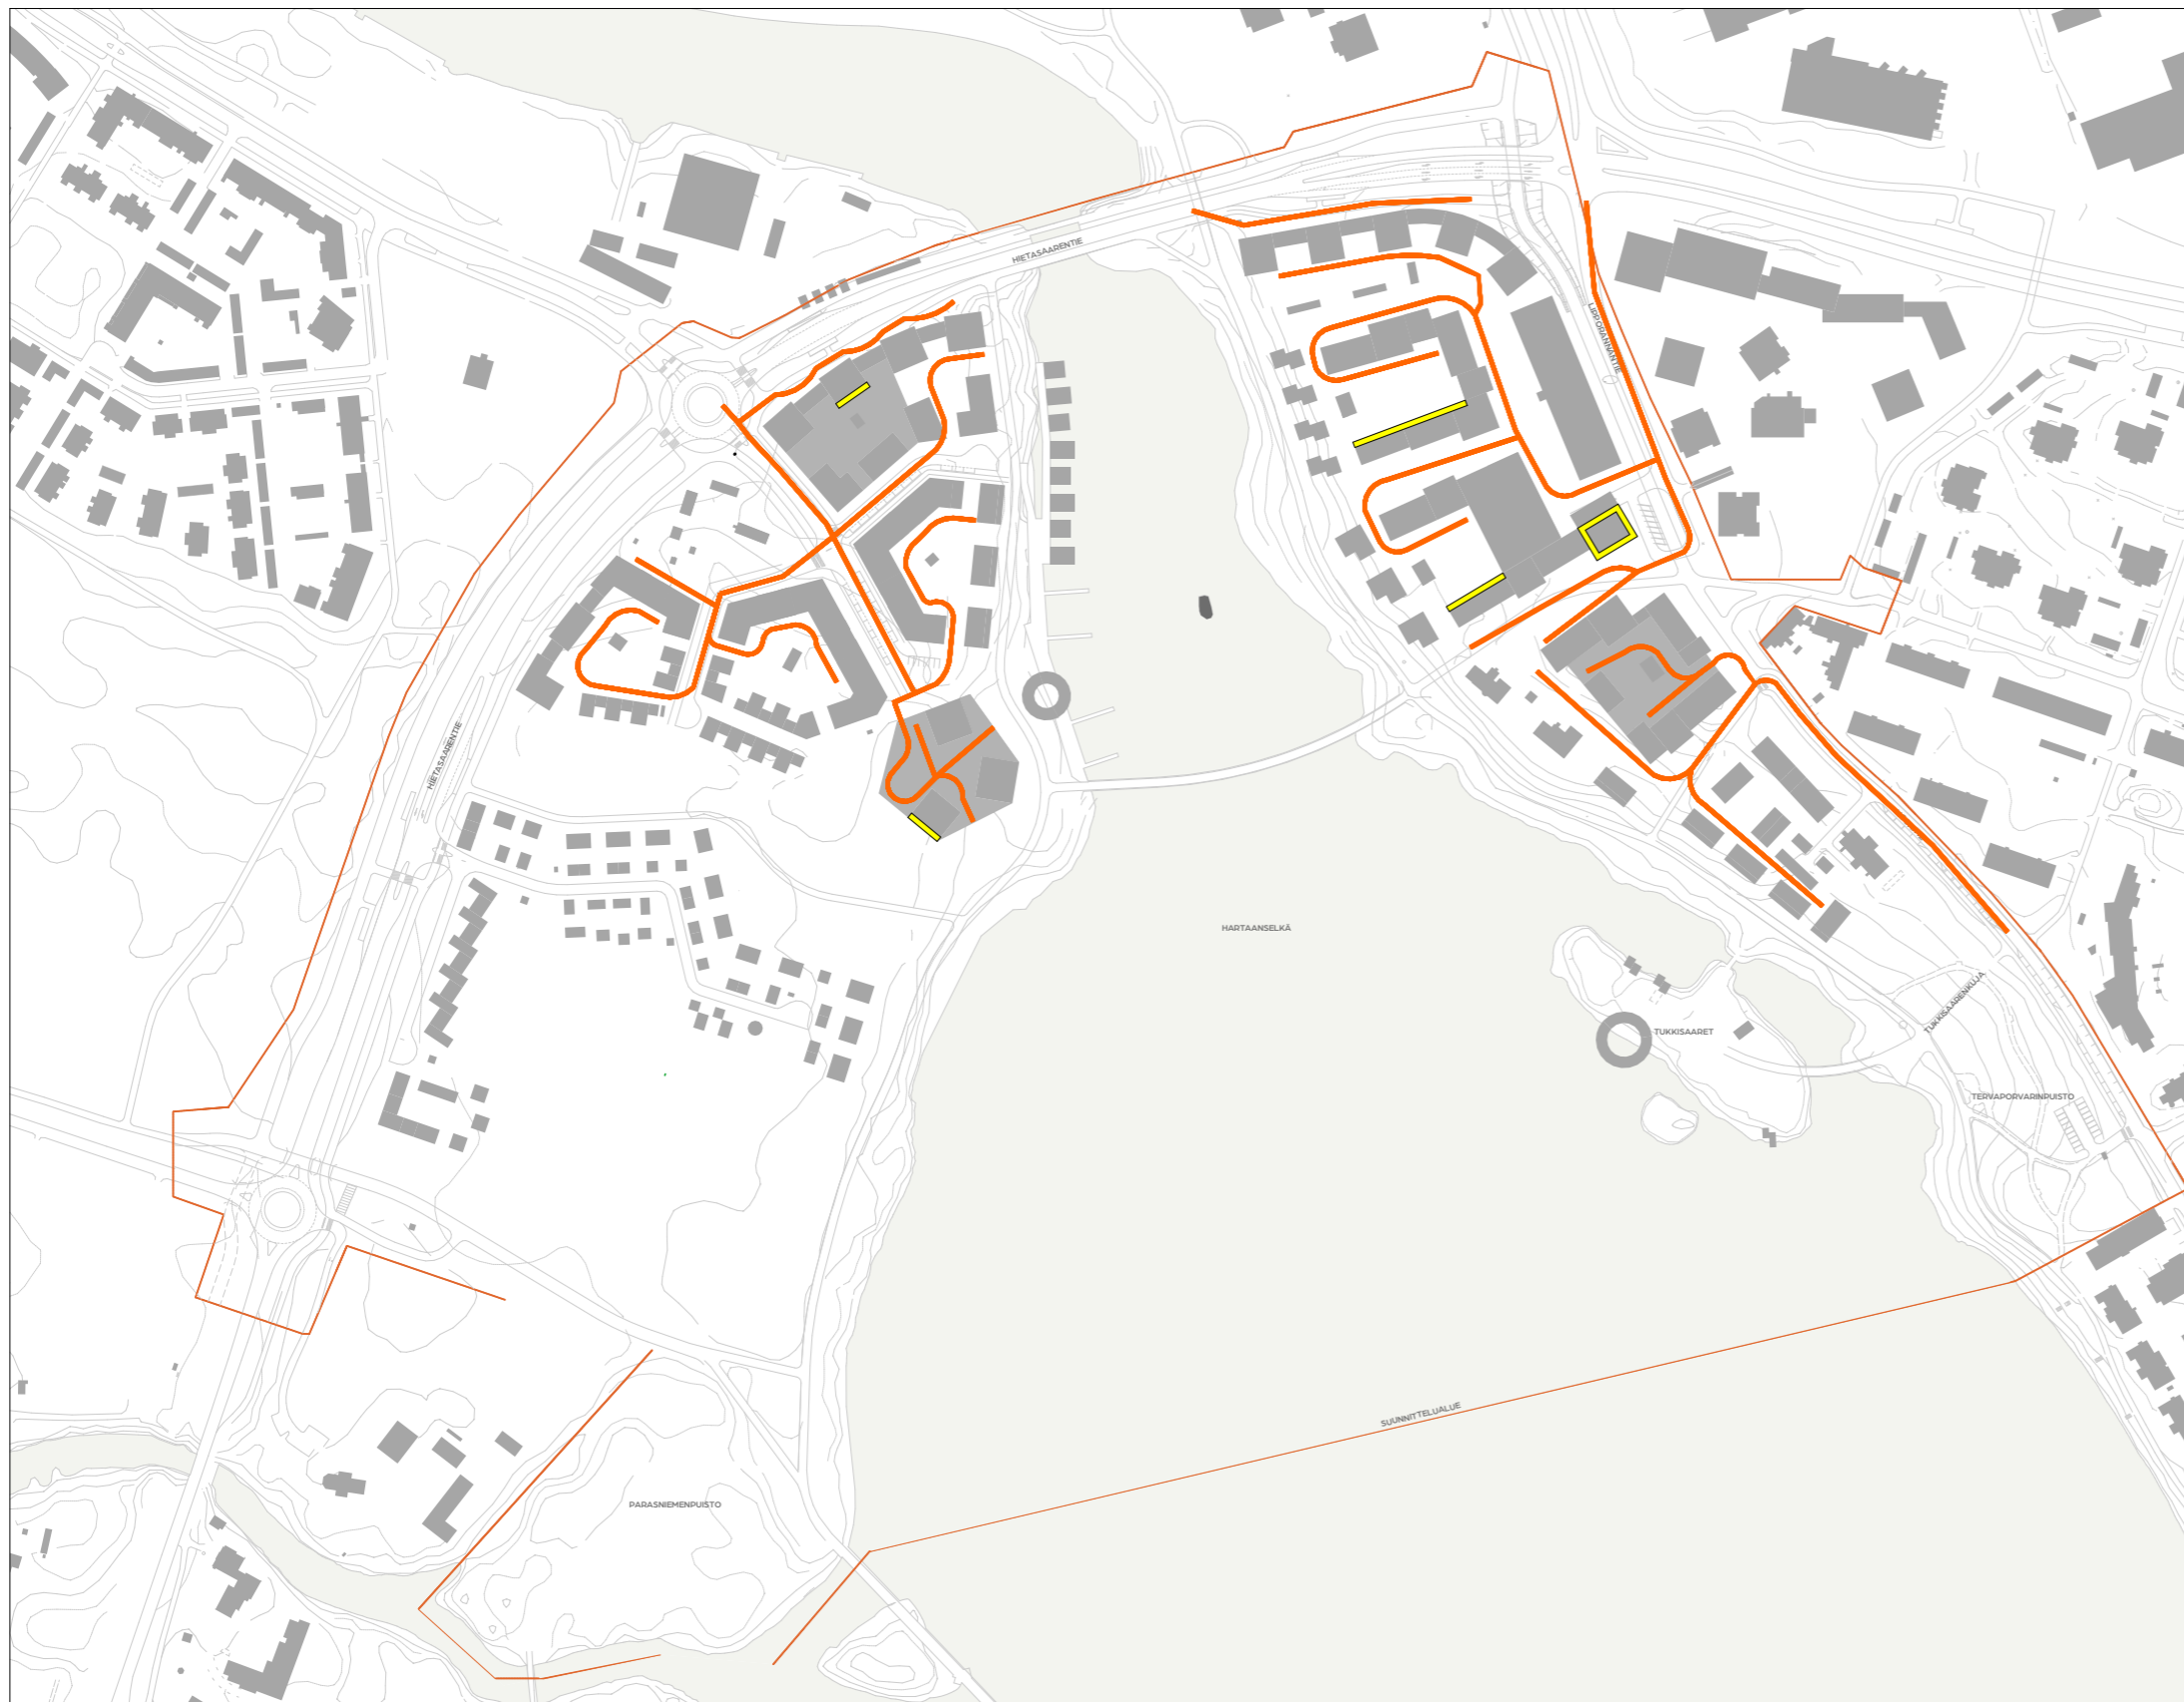 HIETASAARENTIE
LIPPORANNANTIE
HIETASAARENTIE
HARTAANSELKÄ
TUKKISAARENKUJA
TUKKISAARET
TERVAPORVARINPUISTO
SUUNNITTELUALUE
PARASNIEMENPUISTO